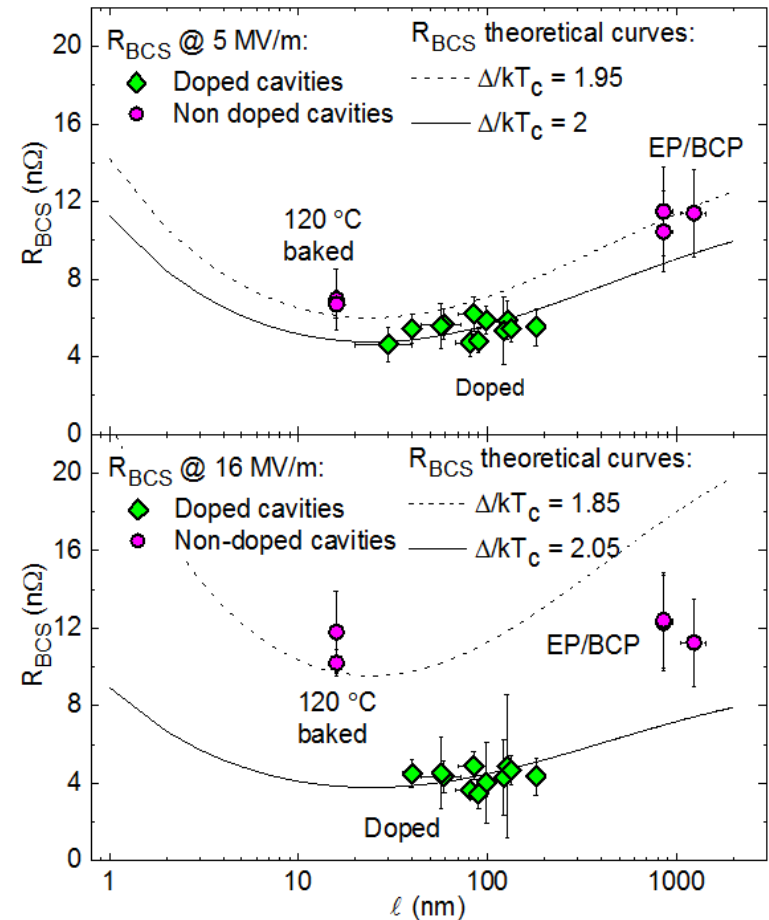 R_BCS @ 5 MV/m:
Doped cavities
Non doped cavities
R_BCS theoretical curves:
Δ/kT_c = 1.95
Δ/kT_c = 2
EP/BCP
120 °C
baked
Doped
R_BCS (nΩ)
20
16
12
8
4
0
R_BCS @ 16 MV/m:
Doped cavities
Non-doped cavities
R_BCS theoretical curves:
Δ/kT_c = 1.85
Δ/kT_c = 2.05
EP/BCP
120 °C
baked
Doped
R_BCS (nΩ)
20
16
12
8
4
0
1
10
100
1000
ℓ (nm)